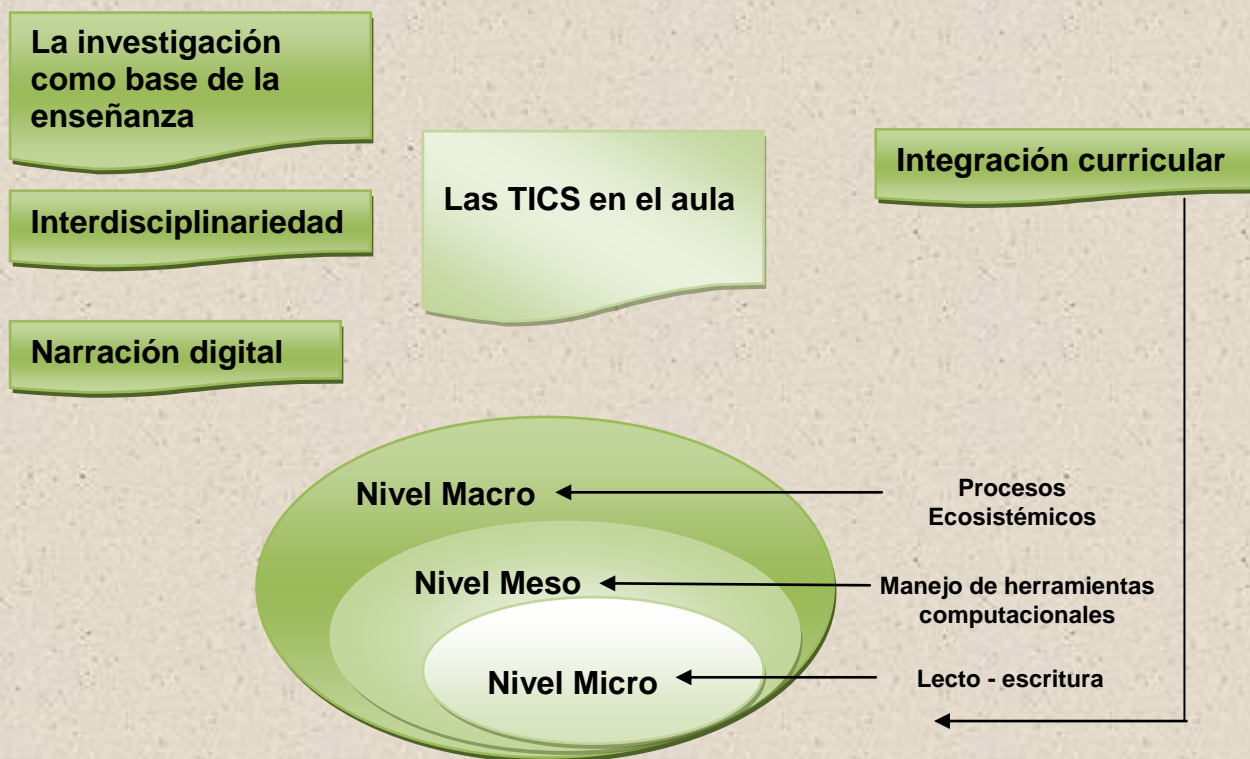 La investigación
como base de la
enseñanza
Interdisciplinariedad
Narración digital
Las TICS en el aula
Integración curricular
Nivel Macro
Procesos
Ecosistémicos
Nivel Meso
Manejo de herramientas
computacionales
Nivel Micro
Lecto - escritura